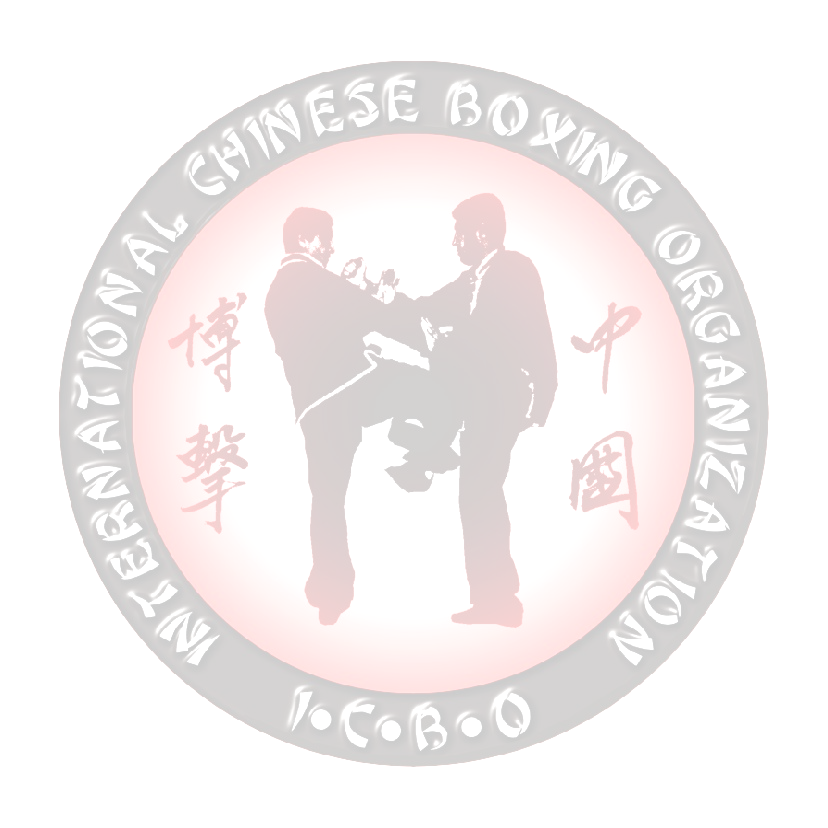 INTERNATIONAL CHINESE BOXING ORGANIZATION
中國
博擊
I•C•B•O